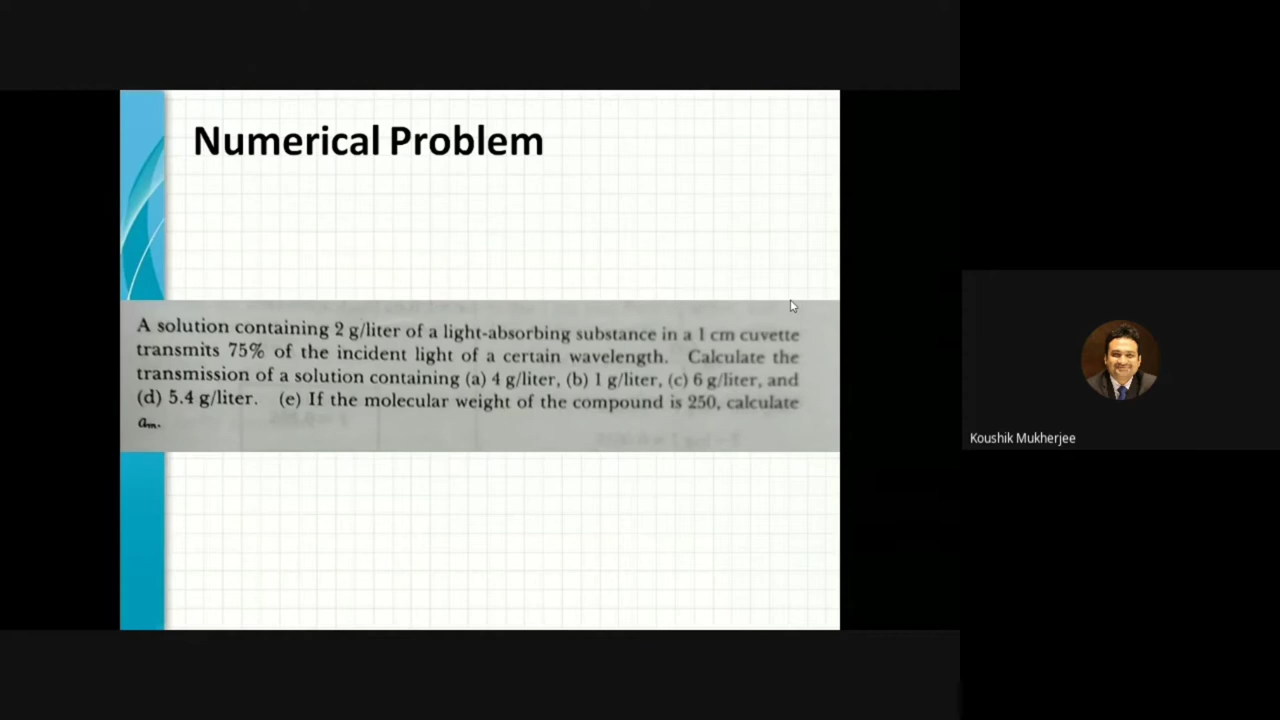 Numerical Problem
A solution containing 2 g/liter of a light-absorbing substance in a 1 cm cuvette
transmits 75% of the incident light of a certain wavelength. Calculate the
transmission of a solution containing (a) 4 g/liter, (b) 1 g/liter, (c) 6 g/liter, and
(d) 5.4 g/liter. (e) If the molecular weight of the compound is 250, calculate
am.
Koushik Mukherjee